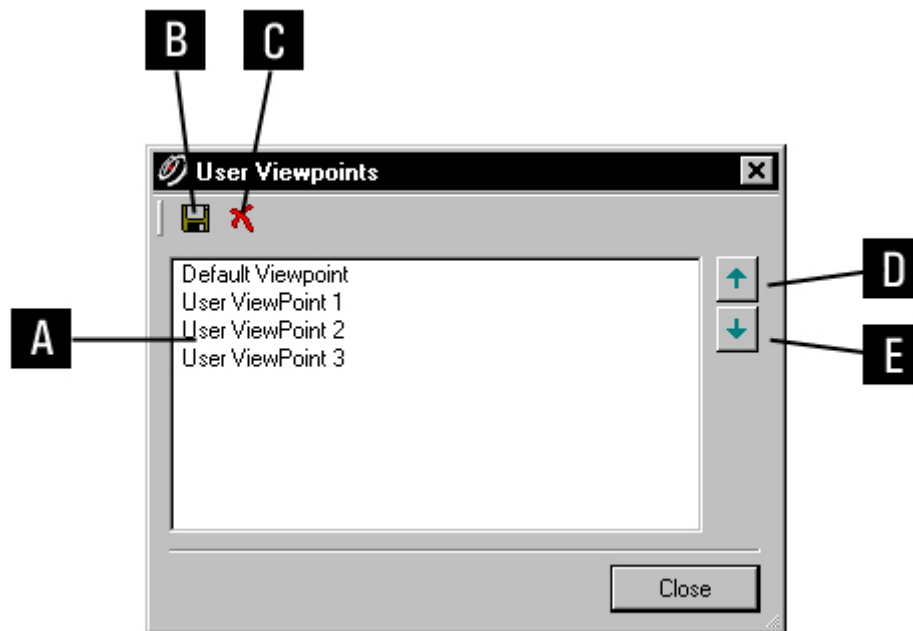 B C
User Viewpoints
Default Viewpoint
User ViewPoint 1
User ViewPoint 2
User ViewPoint 3
A
D
E
Close